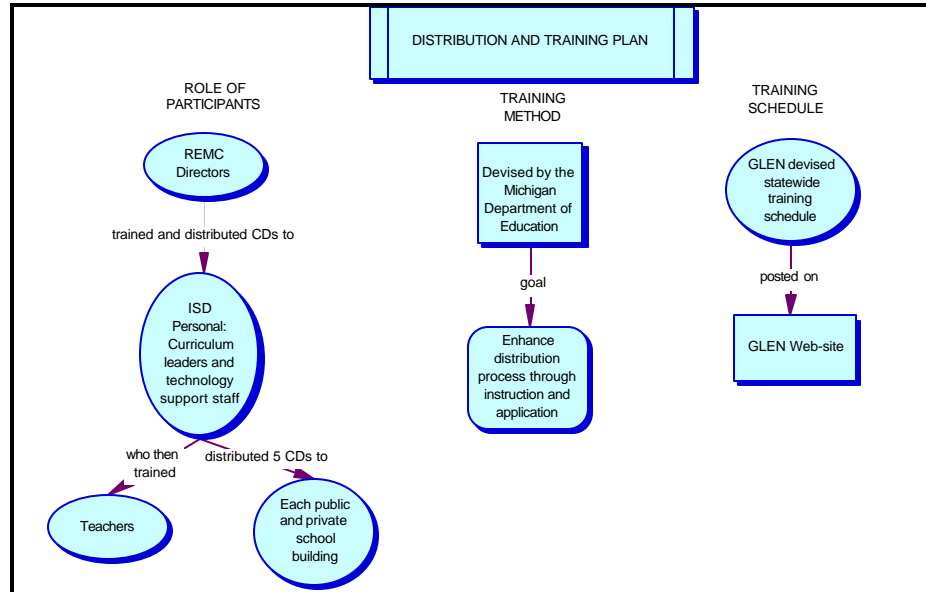 DISTRIBUTION AND TRAINING PLAN
ROLE OF
PARTICIPANTS
REMC
Directors
trained and distributed CDs to
ISD
Personal:
Curriculum
leaders and
technology
support staff
who then
trained
distributed 5 CDs to
Teachers
Each public
and private
school
building
TRAINING
METHOD
Devised by the
Michigan
Department of
Education
goal
Enhance
distribution
process through
instruction and
application
TRAINING
SCHEDULE
GLEN devised
statewide
training
schedule
posted on
GLEN Web-site